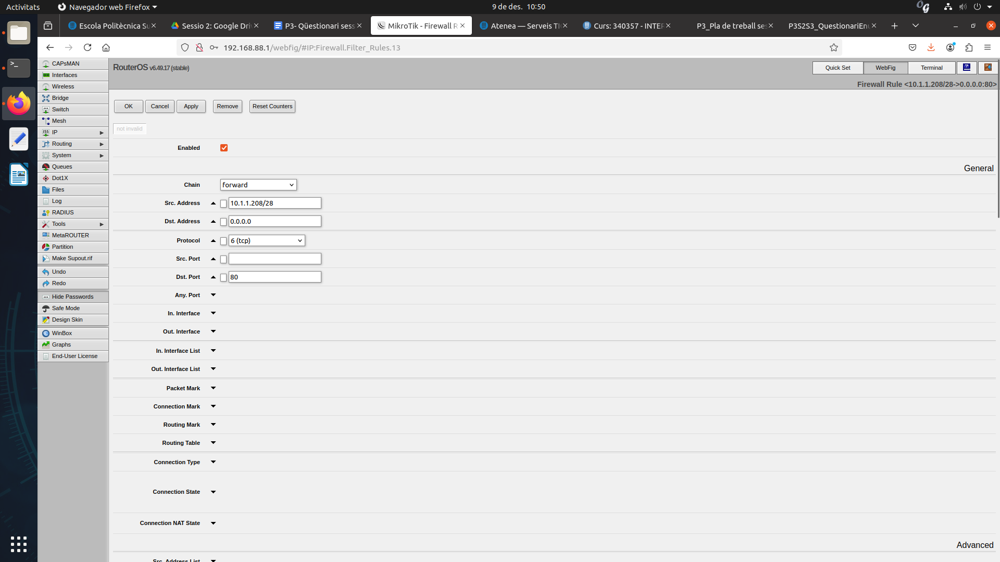 Activitats
Navegador web Firefox
9 de des. 10:50
Escola Politècnica Su
Sessio 2: Google Dri
P3- Qüestionari sess
MikroTik - Firewall R
Atenea — Serveis TI
Curs: 340357 - INTER
P3_Pla de treball se
P3S2S3_QuestionariEn
192.168.88.1/webfig/#IP:Firewall.Filter_Rules.13
CAPsMAN
Interfaces
Wireless
Bridge
Switch
Mesh
IP
Routing
System
Queues
Dot1X
Files
Log
RADIUS
Tools
MetaROUTER
Partition
Make Supout.rif
Undo
Redo
Hide Passwords
Safe Mode
Design Skin
WinBox
Graphs
End-User License
RouterOS v6.49.17 (stable)
Quick Set
WebFig
Terminal
Firewall Rule <10.1.1.208/28->0.0.0.0:80>
OK
Cancel
Apply
Remove
Reset Counters
not invalid
Enabled
General
Chain forward
Src. Address 10.1.1.208/28
Dst. Address 0.0.0.0
Protocol 6 (tcp)
Src. Port
Dst. Port 80
Any. Port
In. Interface
Out. Interface
In. Interface List
Out. Interface List
Packet Mark
Connection Mark
Routing Mark
Routing Table
Connection Type
Connection State
Connection NAT State
Advanced
Src. Address List